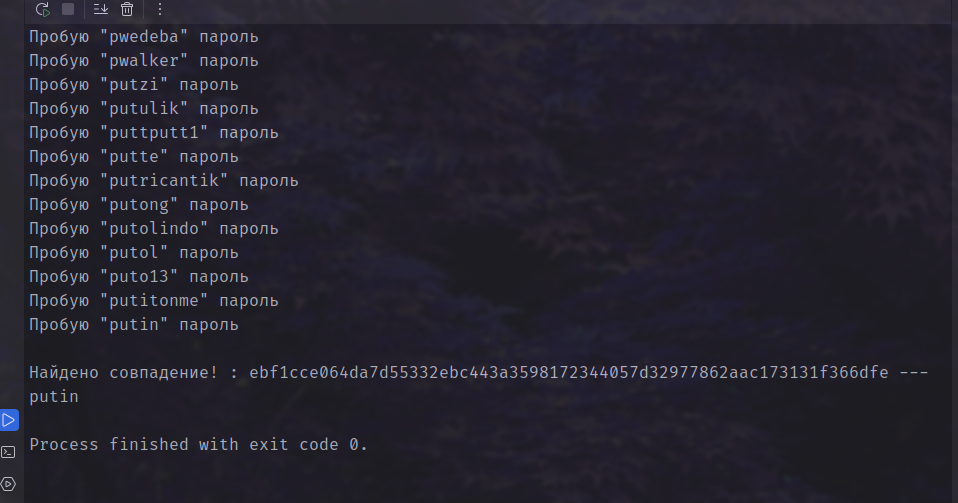 Пробую "pwedeba" пароль
Пробую "pwalker" пароль
Пробую "putzi" пароль
Пробую "putulik" пароль
Пробую "puttputt1" пароль
Пробую "putte" пароль
Пробую "putricantik" пароль
Пробую "putong" пароль
Пробую "putolindo" пароль
Пробую "putol" пароль
Пробую "puto13" пароль
Пробую "putitonme" пароль
Пробую "putin" пароль
Найдено совпадение! : ebf1cce064da7d55332ebc443a3598172344057d32977862aac173131f366dfe ---
putin
Process finished with exit code 0.